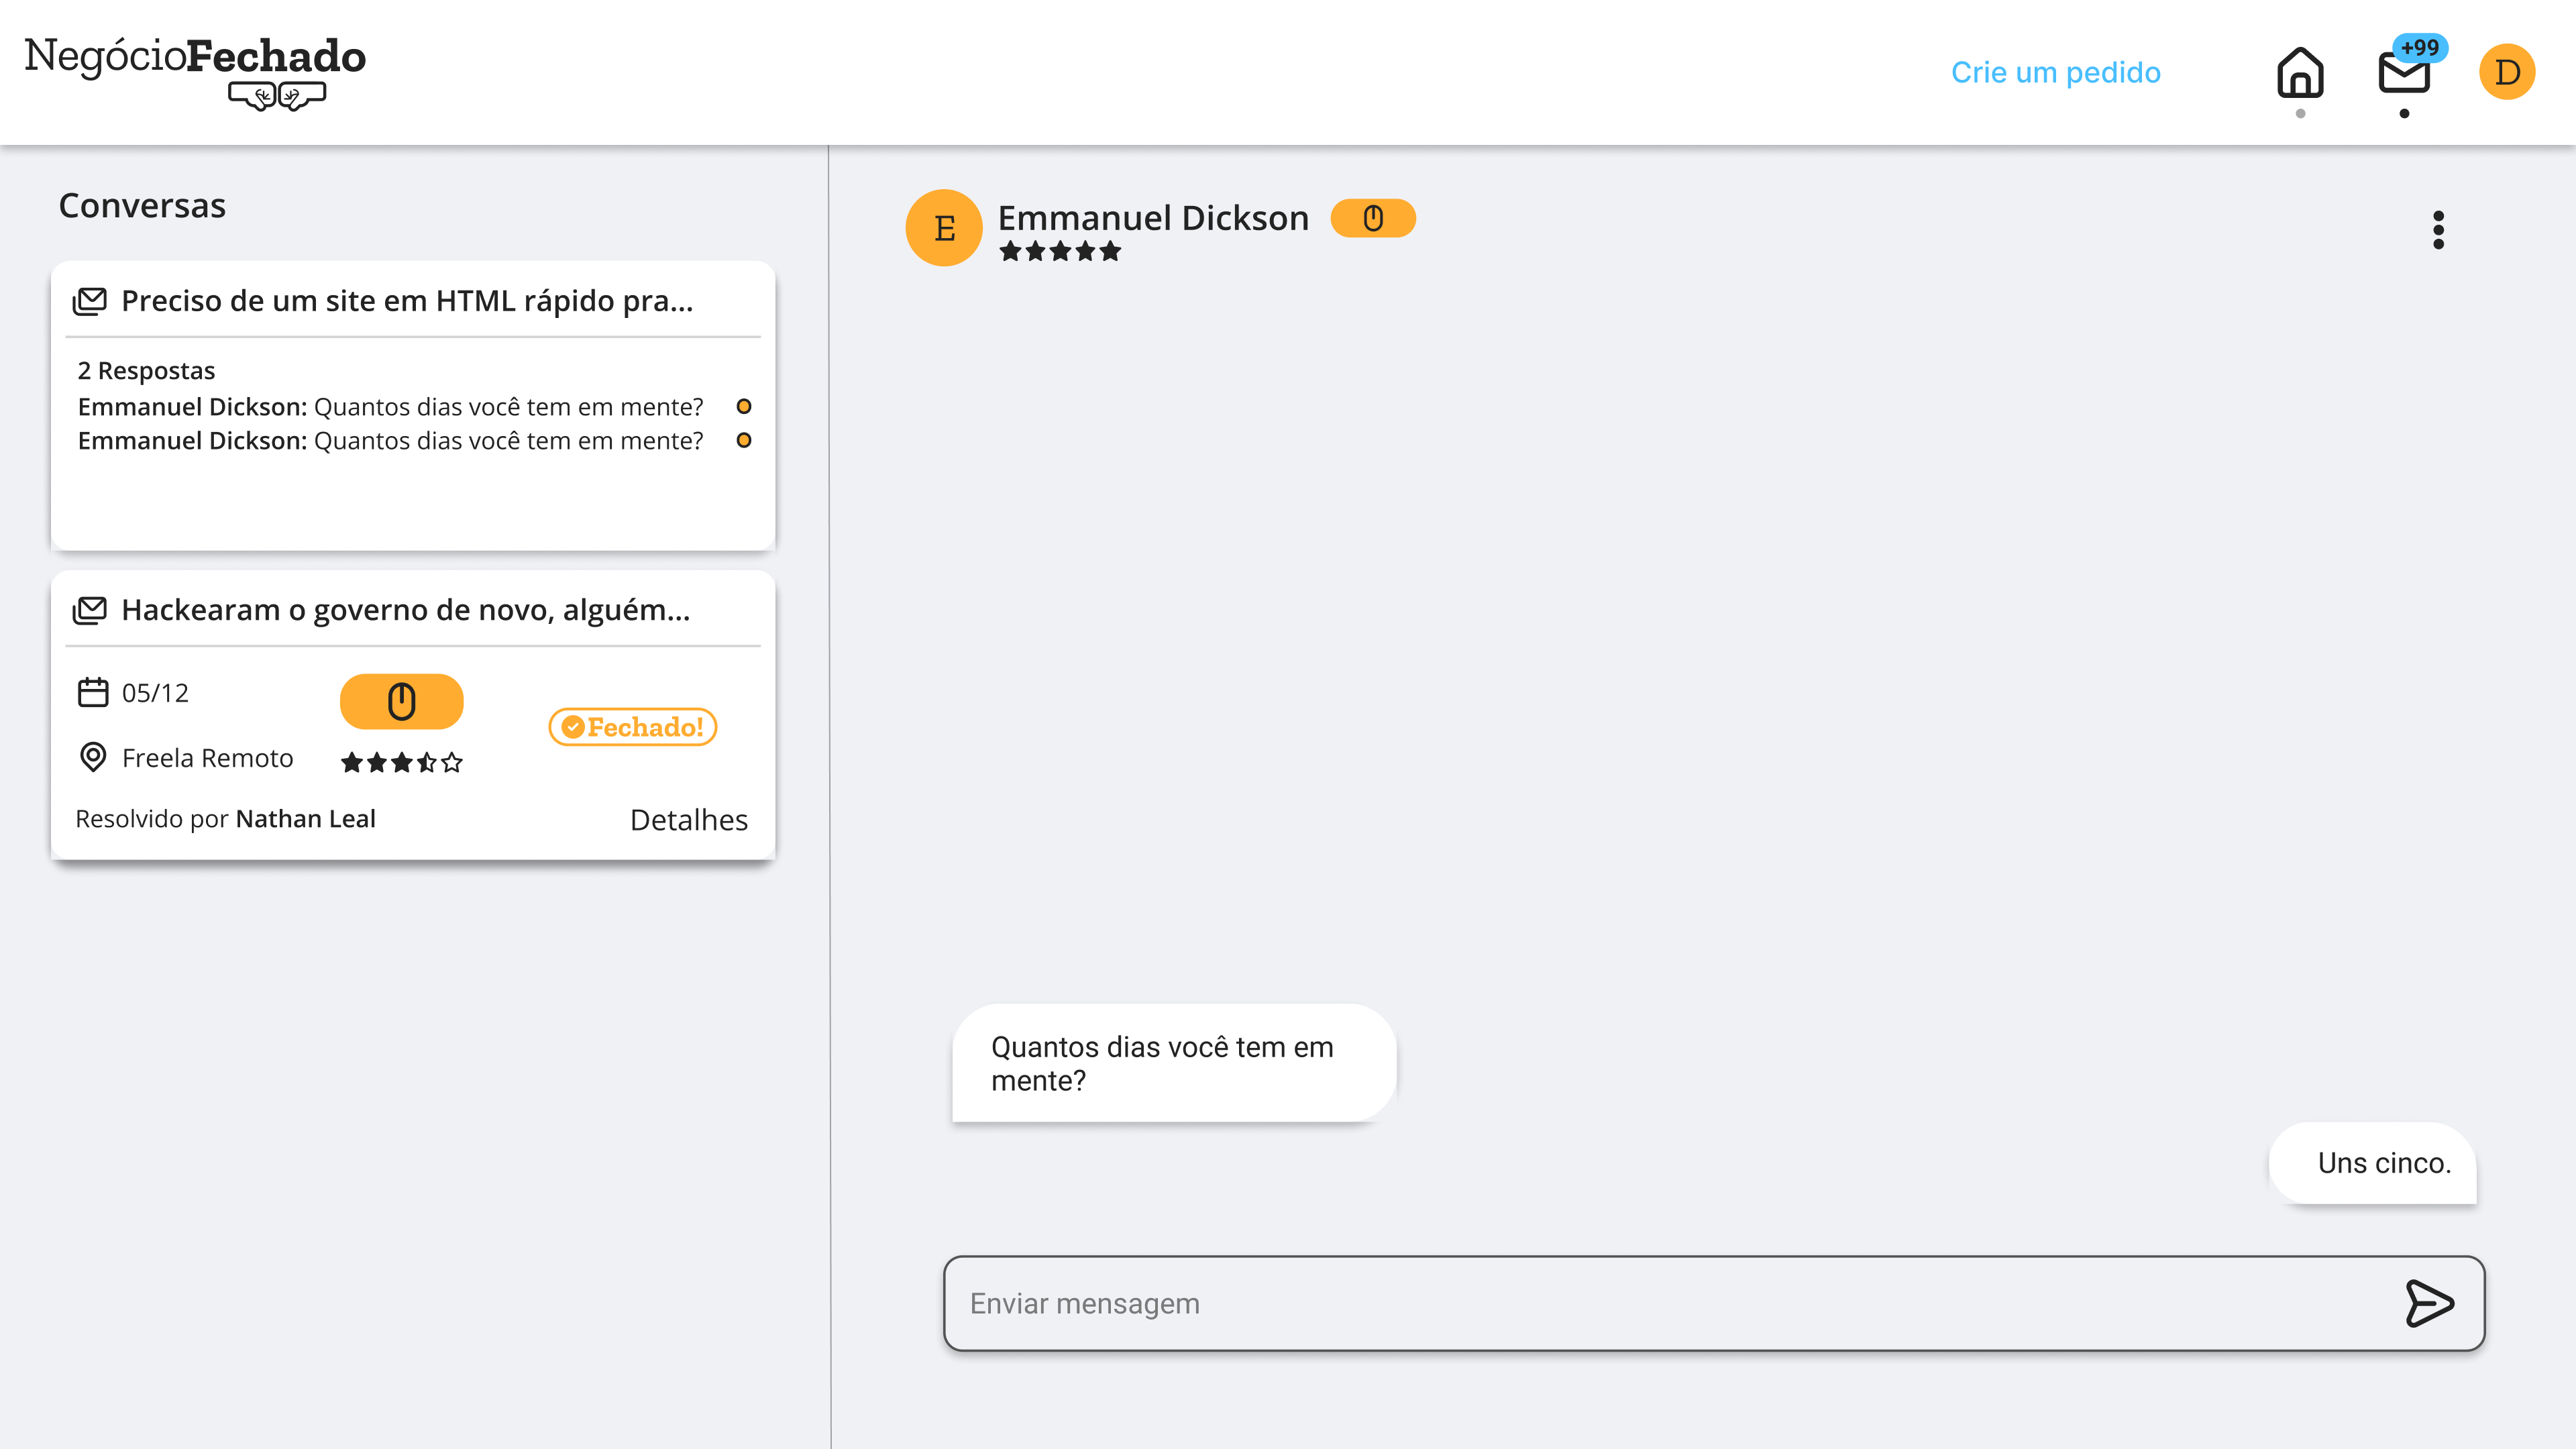 NegócioFechado
Crie um pedido
+99
D
Conversas
Preciso de um site em HTML rápido pra...
2 Respostas
Emmanuel Dickson: Quantos dias você tem em mente?
Emmanuel Dickson: Quantos dias você tem em mente?
Hackearam o governo de novo, alguém...
05/12
Fechado!
Freela Remoto
Resolvido por Nathan Leal
Detalhes
E
Emmanuel Dickson
Quantos dias você tem em
mente?
Uns cinco.
Enviar mensagem